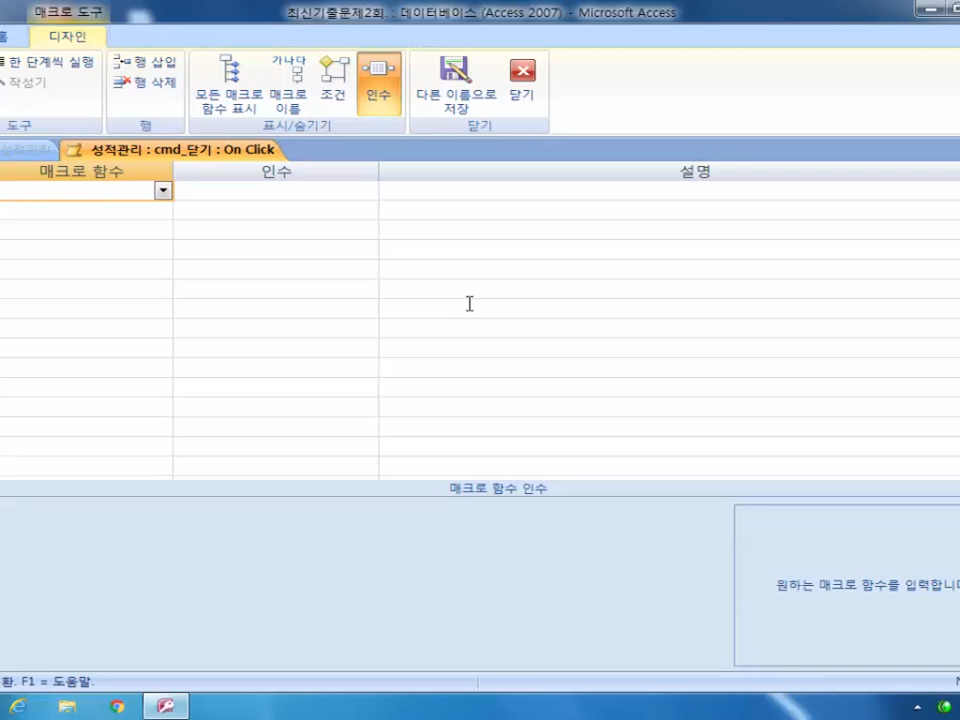 매크로 도구
최신기출문제2회. : 데이터베이스 (Access 2007) - Microsoft Access
홈 디자인
한 단계씩 실행
작성기
도구
행 삽입
행 삭제
행
모든 매크로
함수 표시
가나다
매크로
이름
조건
인수
표시/숨기기
다른 이름으로
저장
닫기
닫기
성적관리
성적관리 : cmd_닫기 : On Click
매크로 함수 인수 설명
매크로 함수 인수
원하는 매크로 함수를 입력합니다
환. F1 = 도움말.